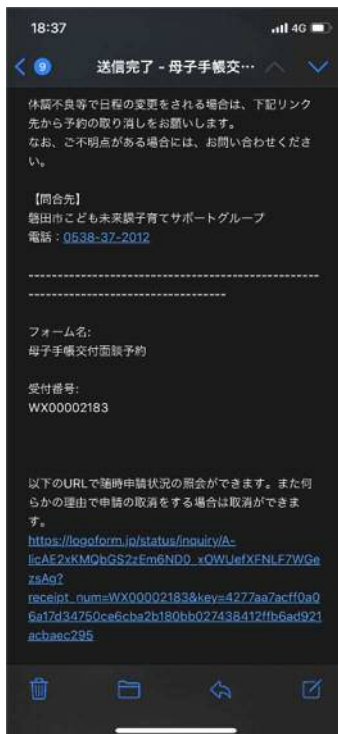 18:37
4G
9
送信完了 - 母子手帳交…
体調不良等で日程の変更をされる場合は、下記リンク
先から予約の取り消しをお願いします。
なお、ご不明点がある場合には、お問い合わせくださ
い。
【問合先】
磐田市こども未来課子育てサポートグループ
電話：0538-37-2012
--------------------------------------------------
----------------------------------
フォーム名:
母子手帳交付面談予約
受付番号:
WX00002183
以下のURLで随時申請状況の照会ができます。また何
らかの理由で申請の取消をする場合は取消ができま
す。
https://logoform.jp/status/inquiry/A-
IicAE2xKMQbGS2zEm6ND0_xOWUefXFNLF7WGe
zsAg?
receipt_num=WX00002183&key=4277aa7acff0a0
6a17d34750ce6cba2b180bb027438412ffb6ad921
acbaec295